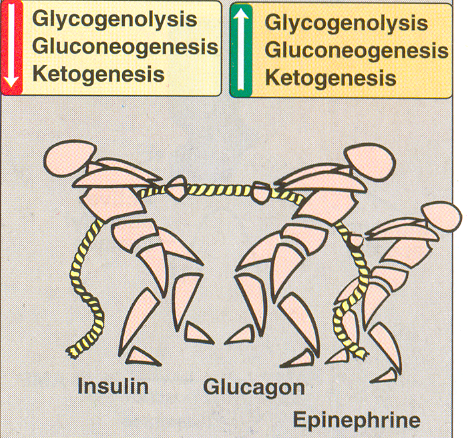 Glycogenolysis
Gluconeogenesis
Ketogenesis
Glycogenolysis
Gluconeogenesis
Ketogenesis
Insulin
Glucagon
Epinephrine